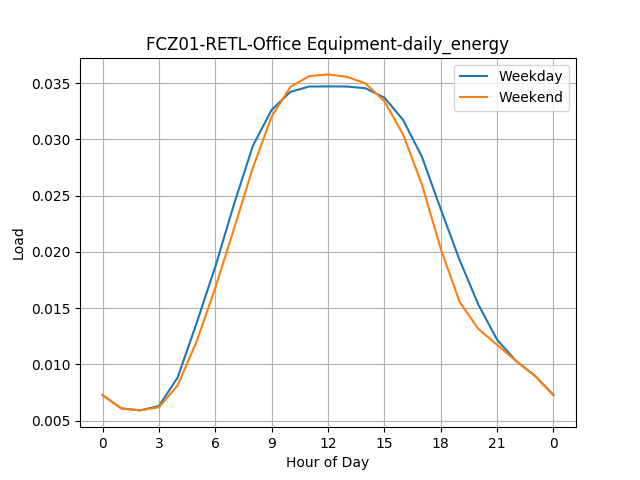 FCZ01-RETL-Office Equipment-daily_energy
Weekday
Weekend
0.035
0.030
0.025
0.020
0.015
0.010
0.005
Load
0 3 6 9 12 15 18 21 0
Hour of Day